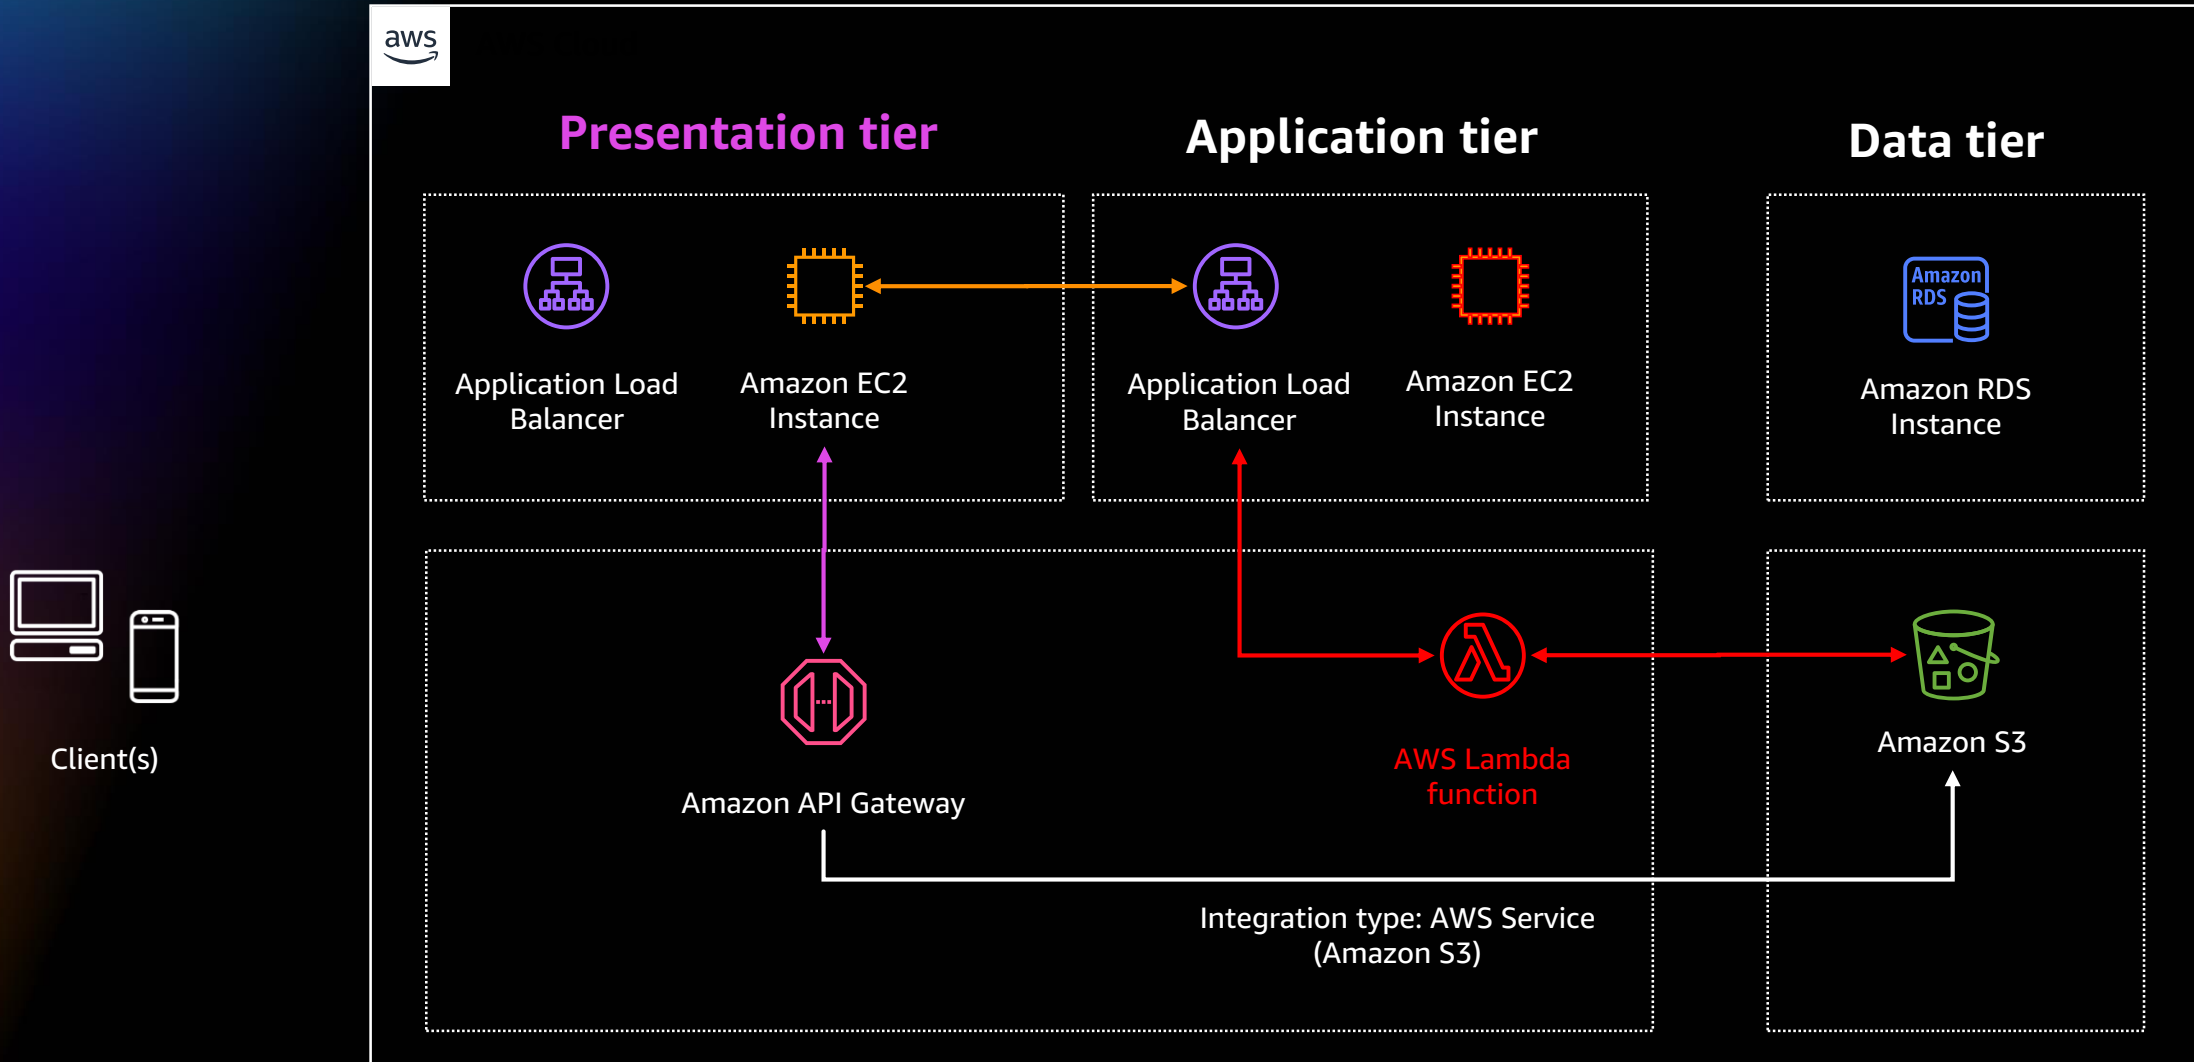 aws
Presentation tier
Application tier
Data tier
Application Load
Balancer
Amazon EC2
Instance
Application Load
Balancer
Amazon EC2
Instance
Amazon
RDS
Amazon RDS
Instance
Client(s)
Amazon API Gateway
AWS Lambda
function
Amazon S3
Integration type: AWS Service
(Amazon S3)